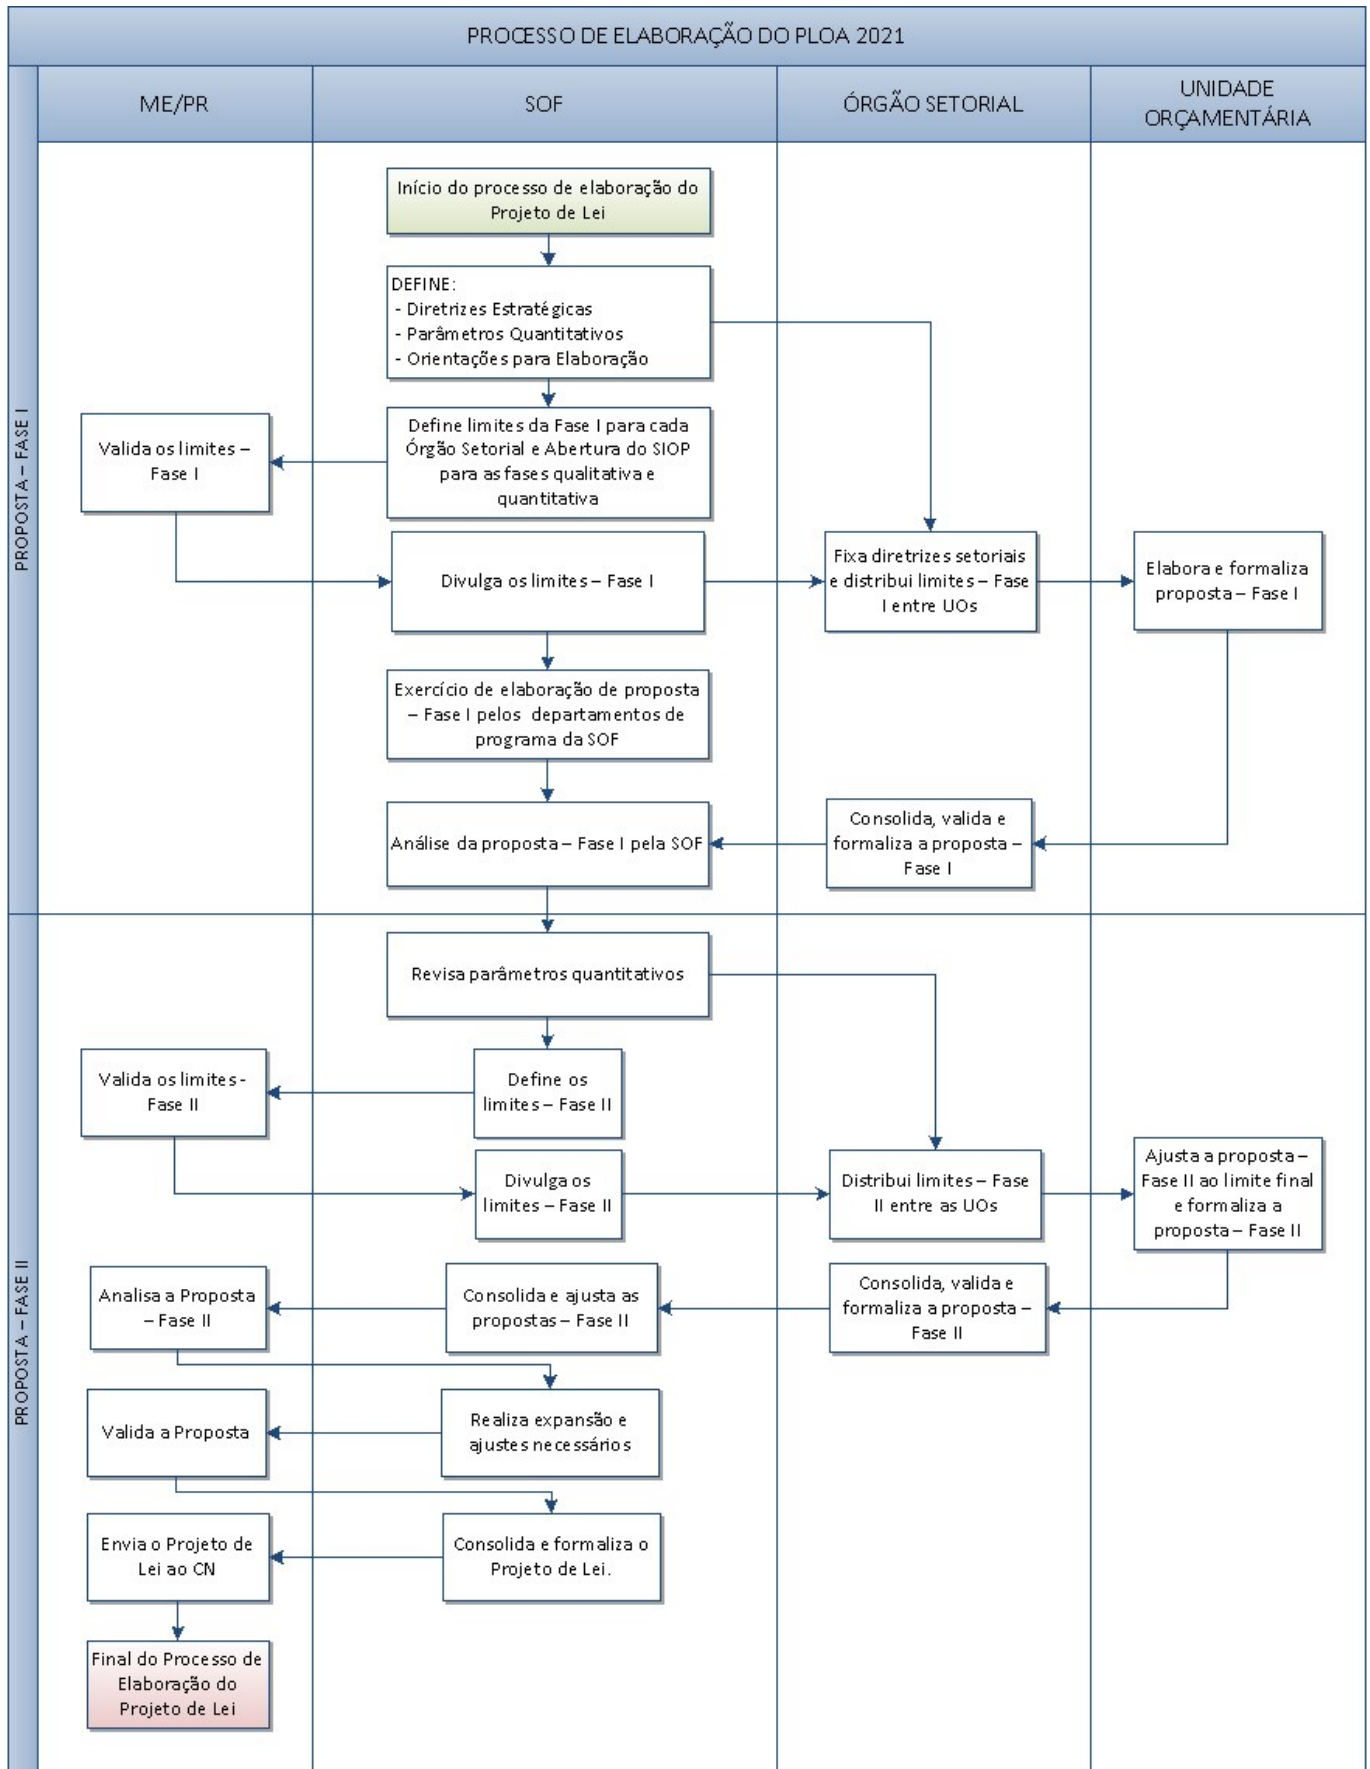 PROCESSO DE ELABORAÇÃO DO PLOA 2021
ME/PR
SOF
ÓRGÃO SETORIAL
UNIDADE
ORÇAMENTÁRIA
PROPOSTA – FASE I
Início do processo de elaboração do
Projeto de Lei
DEFINE:
- Diretrizes Estratégicas
- Parâmetros Quantitativos
- Orientações para Elaboração
Define limites da Fase I para cada
Órgão Setorial e Abertura do SIOP
para as fases qualitativa e
quantitativa
Valida os limites –
Fase I
Divulga os limites – Fase I
Fixa diretrizes setoriais
e distribui limites – Fase
I entre UOs
Elabora e formaliza
proposta – Fase I
Exercício de elaboração de proposta
– Fase I pelos departamentos de
programa da SOF
Análise da proposta – Fase I pela SOF
Consolida, valida e
formaliza a proposta –
Fase I
PROPOSTA – FASE II
Revisa parâmetros quantitativos
Valida os limites-
Fase II
Define os
limites – Fase II
Divulga os
limites – Fase II
Distribui limites – Fase
II entre as UOs
Ajusta a proposta –
Fase II ao limite final
e formaliza a
proposta – Fase II
Analisa a Proposta
– Fase II
Consolida e ajusta as
propostas – Fase II
Consolida, valida e
formaliza a proposta –
Fase II
Valida a Proposta
Realiza expansão e
ajustes necessários
Envia o Projeto de
Lei ao CN
Consolida e formaliza o
Projeto de Lei.
Final do Processo de
Elaboração do
Projeto de Lei